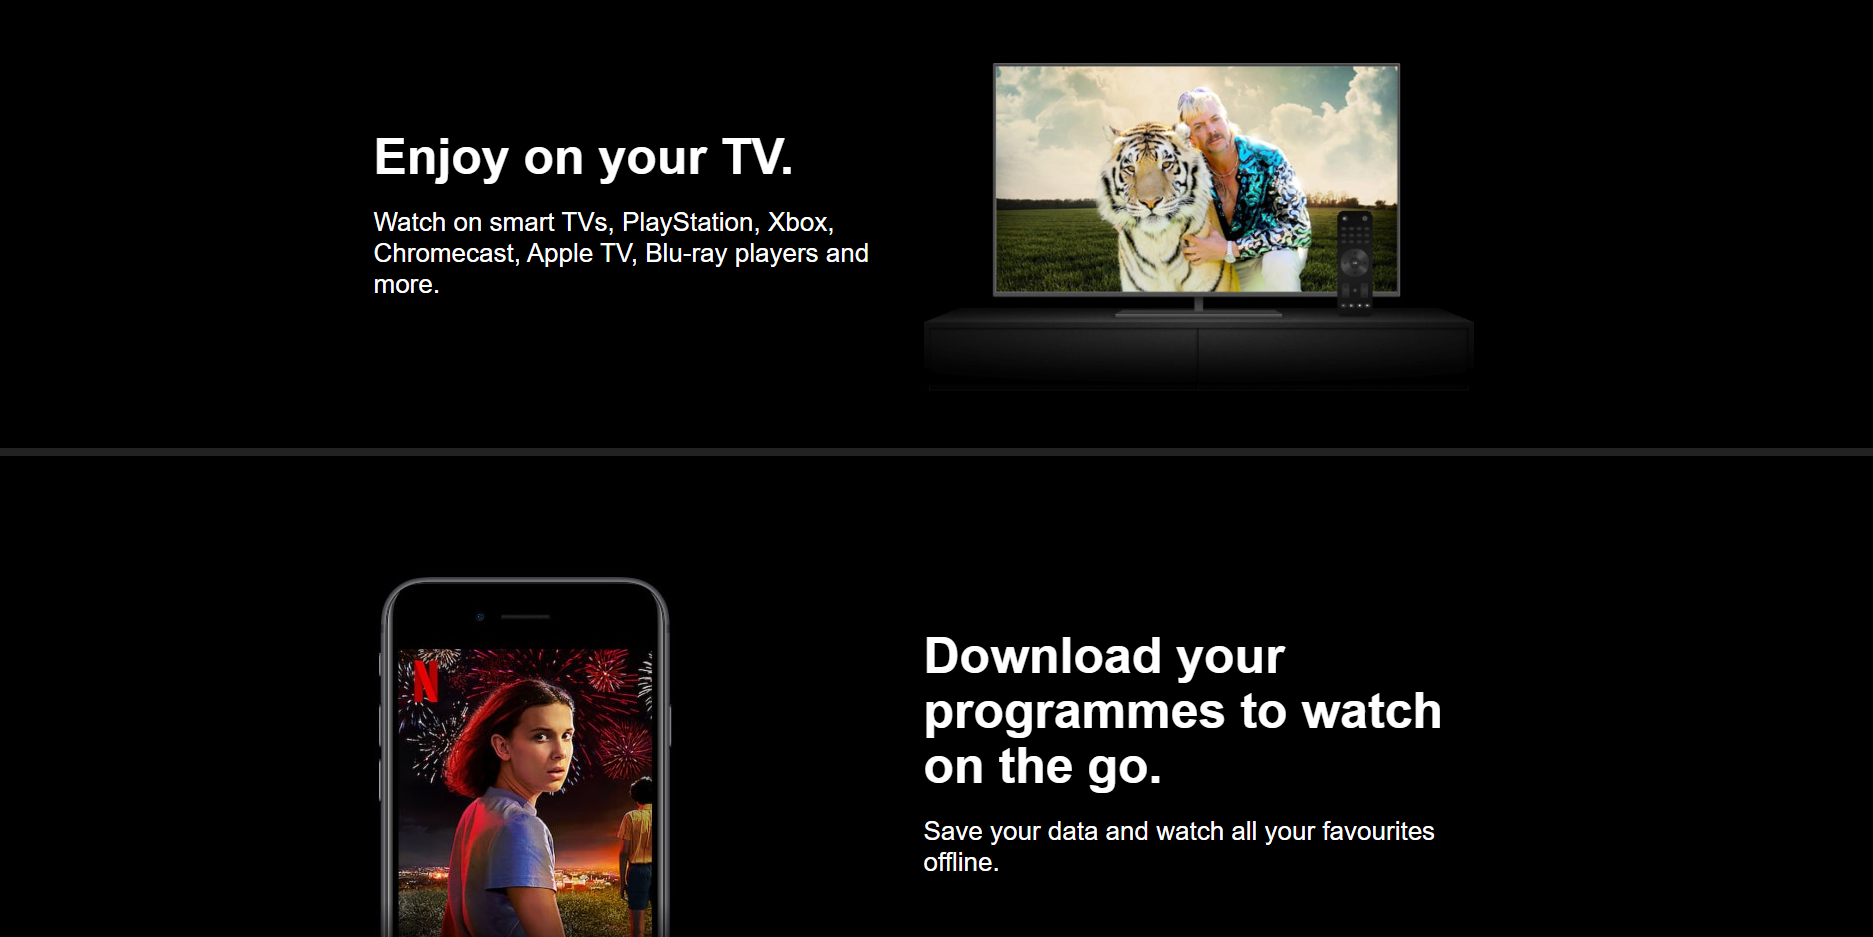 Enjoy on your TV.
Watch on smart TVs, PlayStation, Xbox,
Chromecast, Apple TV, Blu-ray players and
more.
N
Download your
programmes to watch
on the go.
Save your data and watch all your favourites
offline.